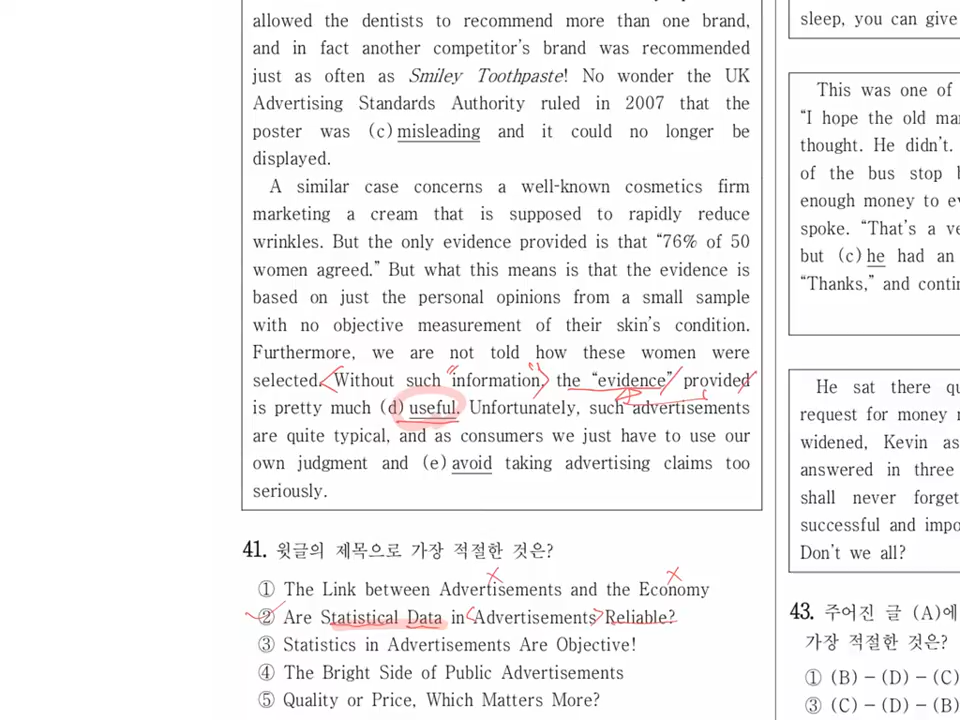 allowed the dentists to recommend more than one brand,
and in fact another competitor's brand was recommended
just as often as Smiley Toothpaste! No wonder the UK
Advertising Standards Authority ruled in 2007 that the
poster was (c) misleading and it could no longer be
displayed.
A similar case concerns a well-known cosmetics firm
marketing a cream that is supposed to rapidly reduce
wrinkles. But the only evidence provided is that “76% of 50
women agreed.” But what this means is that the evidence is
based on just the personal opinions from a small sample
with no objective measurement of their skin's condition.
Furthermore, we are not told how these women were
selected. Without such information, the “evidence” provided
is pretty much (d) useful. Unfortunately, such advertisements
are quite typical, and as consumers we just have to use our
own judgment and (e) avoid taking advertising claims too
seriously.
41. 윗글의 제목으로 가장 적절한 것은?
① The Link between Advertisements and the Economy
② Are Statistical Data in Advertisements Reliable?
③ Statistics in Advertisements Are Objective!
④ The Bright Side of Public Advertisements
⑤ Quality or Price, Which Matters More?
sleep, you can give
This was one of
“I hope the old
thought. He didn't.
of the bus stop
enough money to
spoke. “That's a
but (c) he had an
“Thanks,” and
He sat there
request for money
widened, Kevin
answered in three
shall never forget
successful and
Don't we all?
43. 주어진 글 (A)에
가장 적절한 것은?
① (B) － (D) － (C)
③ (C) － (D) － (B)